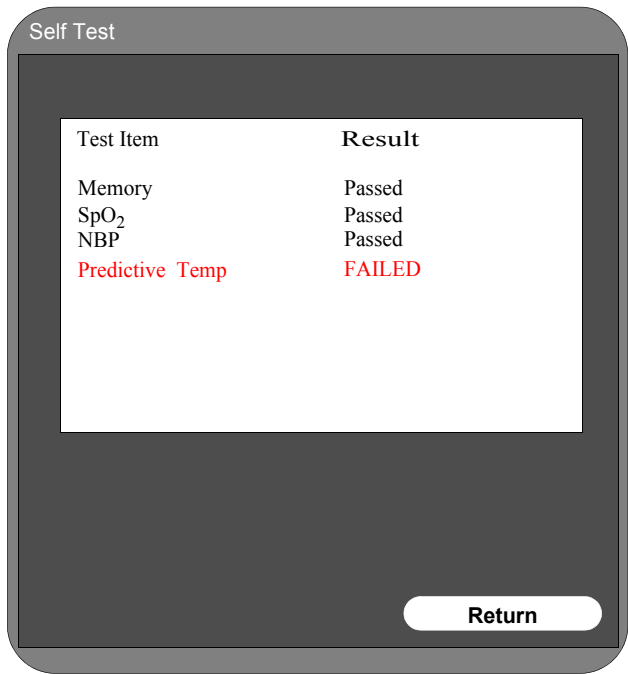 Self Test
Test Item Result
Memory Passed
SpO₂ Passed
NBP Passed
Predictive Temp FAILED
Return